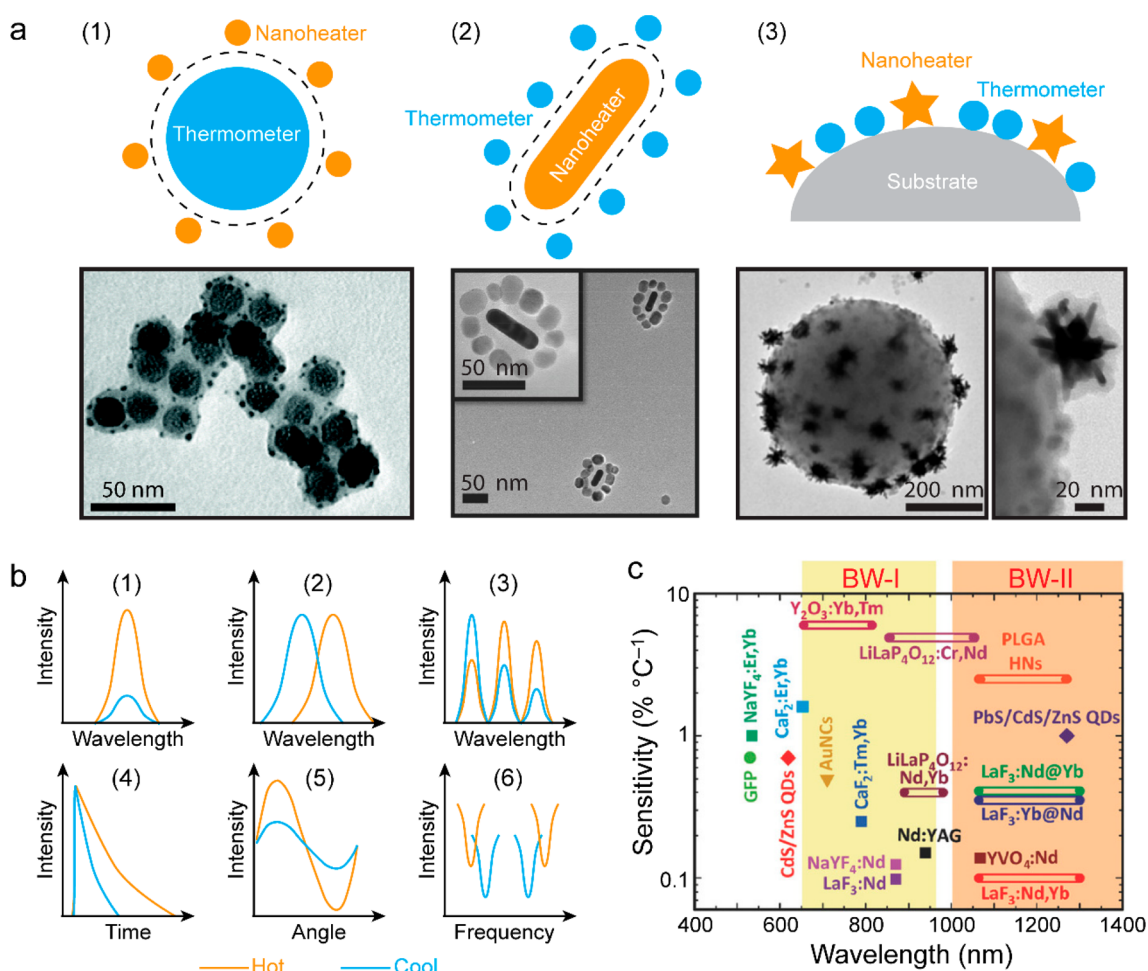 a
(1)
Nanoheater
Thermometer
(2)
Thermometer
Nanoheater
(3)
Nanoheater
Thermometer
Substrate
50 nm
50 nm
50 nm
200 nm
20 nm
b
(1)
Intensity
Wavelength
(2)
Intensity
Wavelength
(3)
Intensity
Wavelength
(4)
Intensity
Time
(5)
Intensity
Angle
(6)
Intensity
Frequency
Hot
Cool
c
BW-I
BW-II
Sensitivity (% °C⁻¹)
10
1
0.1
Y₂O₃:Yb,Tm
LiLaP₄O₁₂:Cr,Nd
PLGA
HNs
NaYF₄:Er,Yb
GFP
CaF₂:Er,Yb
CdS/ZnS QDs
AuNCs
CaF₂:Tm,Yb
PbS/CdS/ZnS QDs
LiLaP₄O₁₂:
Nd,Yb
LaF₃:Nd@Yb
LaF₃:Yb@Nd
Nd:YAG
NaYF₄:Nd
LaF₃:Nd
YVO₄:Nd
LaF₃:Nd,Yb
400 600 800 1000 1200 1400
Wavelength (nm)